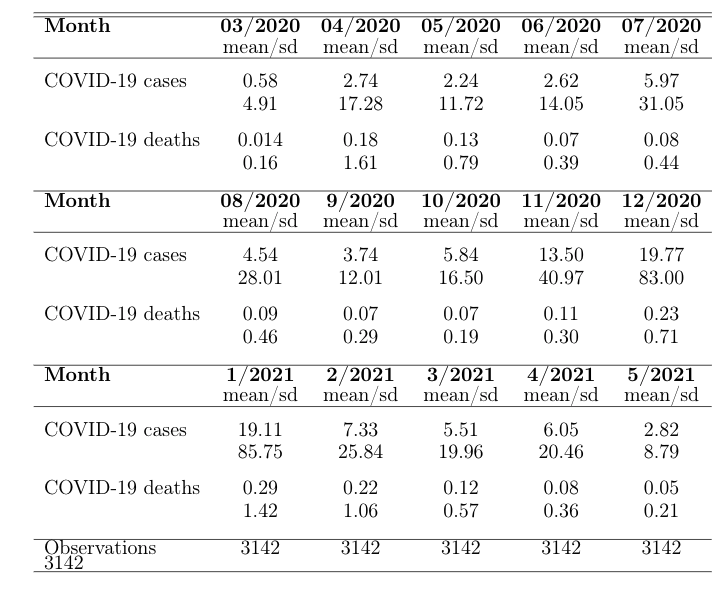 Month 03/2020 04/2020 05/2020 06/2020 07/2020
mean/sd mean/sd mean/sd mean/sd mean/sd
COVID-19 cases 0.58 2.74 2.24 2.62 5.97
4.91 17.28 11.72 14.05 31.05
COVID-19 deaths 0.014 0.18 0.13 0.07 0.08
0.16 1.61 0.79 0.39 0.44
Month 08/2020 9/2020 10/2020 11/2020 12/2020
mean/sd mean/sd mean/sd mean/sd mean/sd
COVID-19 cases 4.54 3.74 5.84 13.50 19.77
28.01 12.01 16.50 40.97 83.00
COVID-19 deaths 0.09 0.07 0.07 0.11 0.23
0.46 0.29 0.19 0.30 0.71
Month 1/2021 2/2021 3/2021 4/2021 5/2021
mean/sd mean/sd mean/sd mean/sd mean/sd
COVID-19 cases 19.11 7.33 5.51 6.05 2.82
85.75 25.84 19.96 20.46 8.79
COVID-19 deaths 0.29 0.22 0.12 0.08 0.05
1.42 1.06 0.57 0.36 0.21
Observations 3142 3142 3142 3142 3142
3142